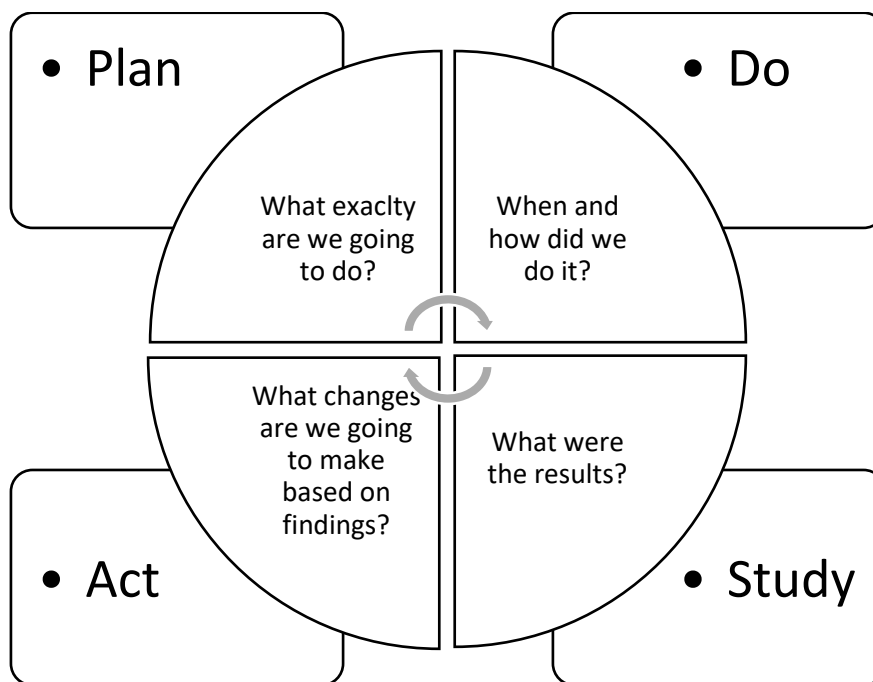 • Plan
What exaclty
are we going
to do?
• Do
When and
how did we
do it?
• Study
What were
the results?
• Act
What changes
are we going
to make
based on
findings?